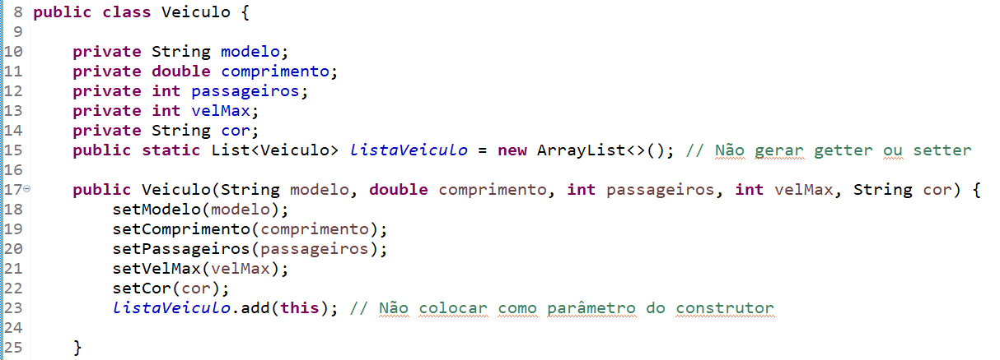 8 public class Veiculo {
9
10 private String modelo;
11 private double comprimento;
12 private int passageiros;
13 private int velMax;
14 private String cor;
15 public static List<Veiculo> listaVeiculo = new ArrayList<>(); // Não gerar getter ou setter
16
17 public Veiculo(String modelo, double comprimento, int passageiros, int velMax, String cor) {
18 setModelo(modelo);
19 setComprimento(comprimento);
20 setPassageiros(passageiros);
21 setVelMax(velMax);
22 setCor(cor);
23 listaVeiculo.add(this); // Não colocar como parâmetro do construtor
24
25 }